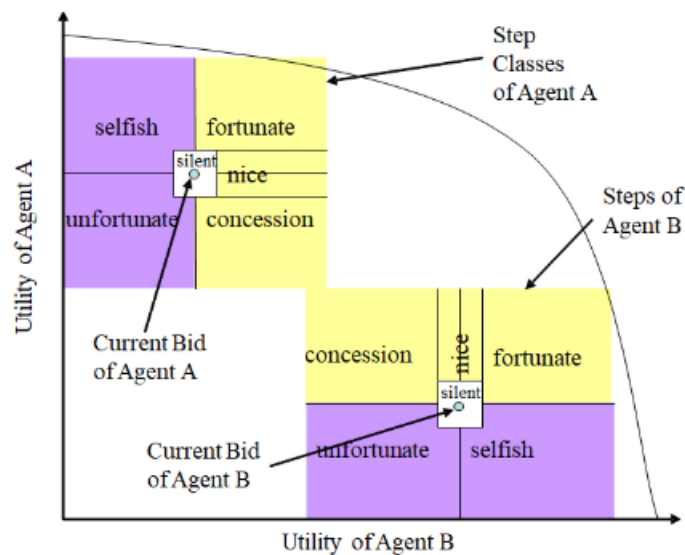 Step
Classes
of Agent A
selfish
fortunate
silent
nice
unfortunate
concession
Utility of Agent A
Steps of
Agent B
Current Bid
of Agent A
concession
nice
fortunate
silent
Current Bid
of Agent B
unfortunate
selfish
Utility of Agent B